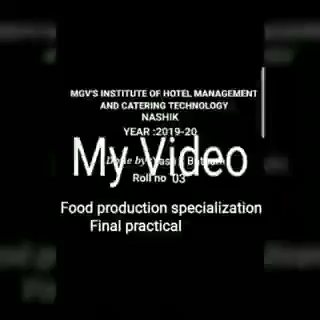 MGV'S INSTITUTE OF HOTEL MANAGEMENT
AND CATERING TECHNOLOGY
NASHIK
YEAR :2019-20
My Video
by
Roll no 03
Food production specialization
Final practical